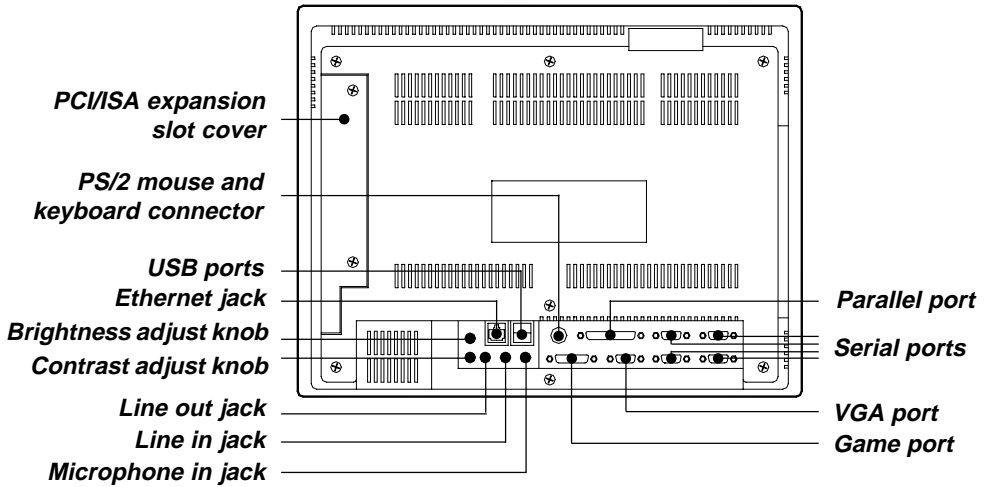 PCI/ISA expansion
slot cover
PS/2 mouse and
keyboard connector
USB ports
Ethernet jack
Brightness adjust knob
Contrast adjust knob
Line out jack
Line in jack
Microphone in jack
Parallel port
Serial ports
VGA port
Game port